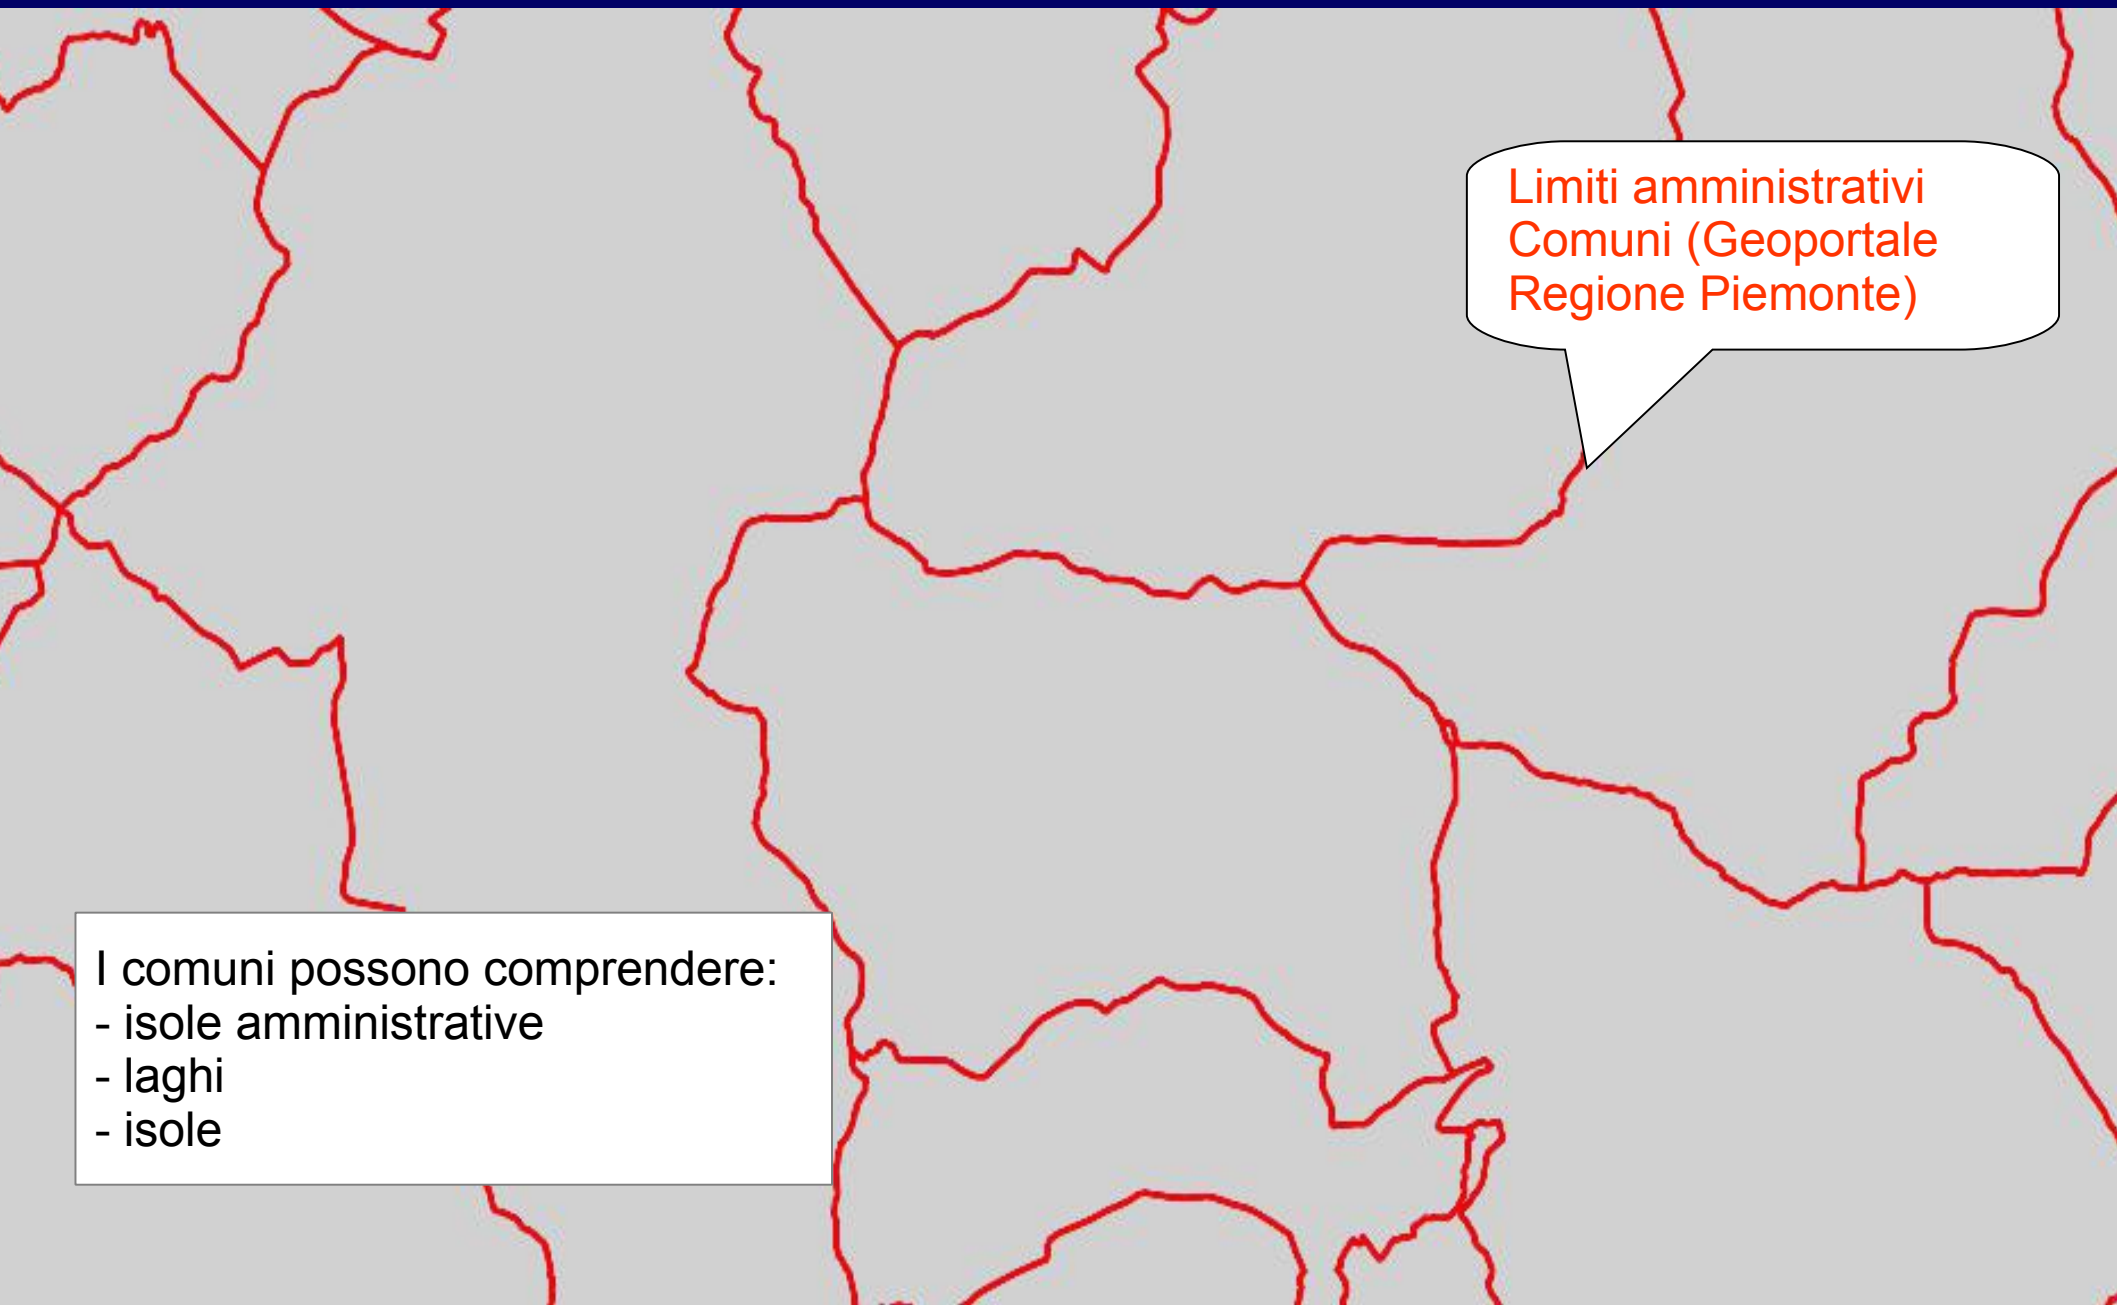 Limiti amministrativi
Comuni (Geoportale
Regione Piemonte)
I comuni possono comprendere:
- isole amministrative
- laghi
- isole